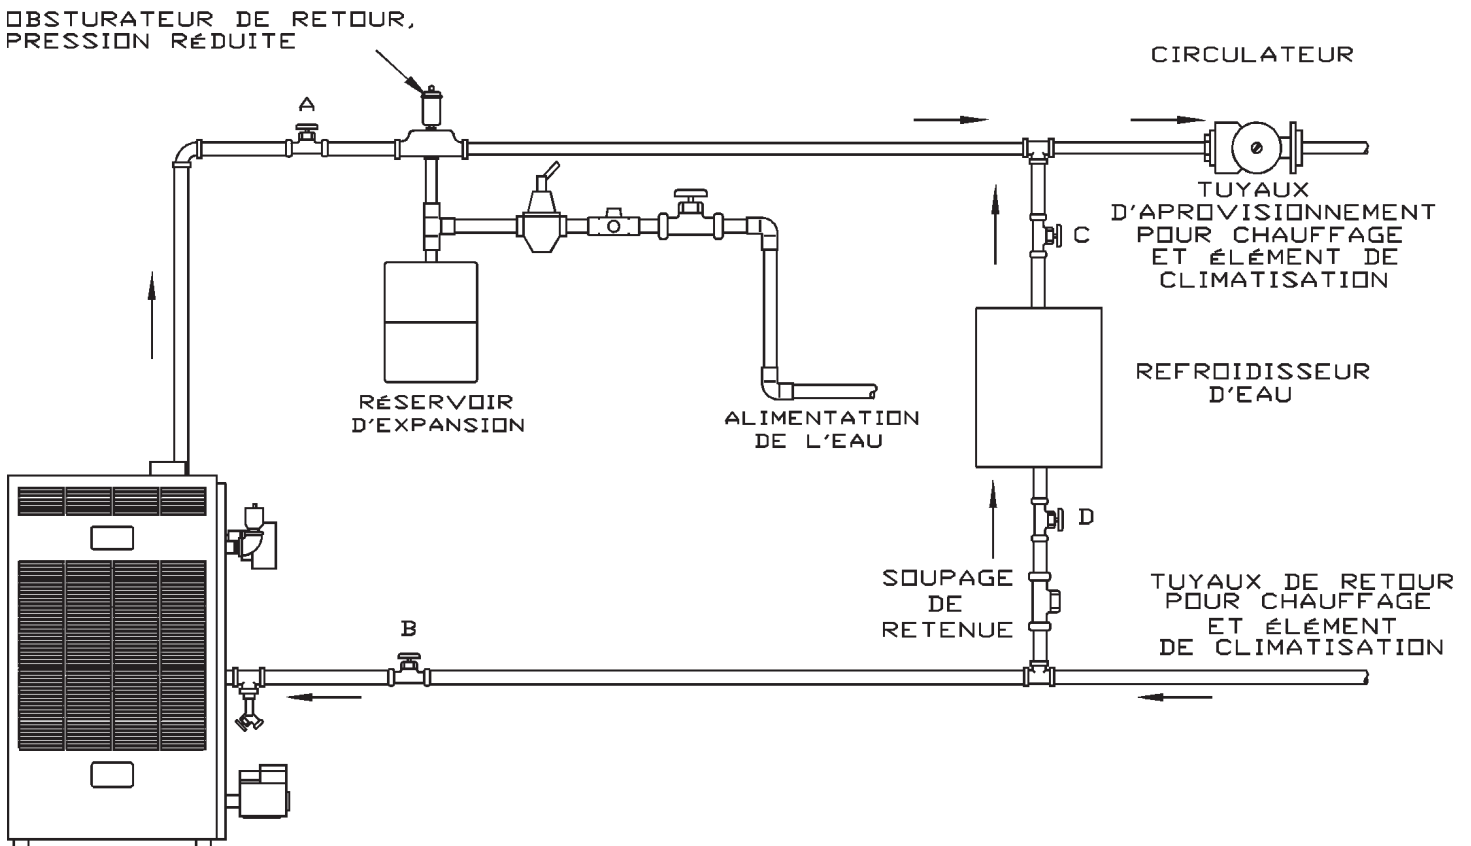 OBSTURATEUR DE RETOUR,
PRESSION RÉDUITE
CIRCULATEUR
A
TUYAUX
D'APROVISIONNEMENT
POUR CHAUFFAGE
ET ÉLÉMENT DE
CLIMATISATION
C
RÉSERVOIR
D'EXPANSION
ALIMENTATION
DE L'EAU
REFROIDISSEUR
D'EAU
D
SOUPAGE
DE
RETENUE
TUYAUX DE RETOUR
POUR CHAUFFAGE
ET ÉLÉMENT
DE CLIMATISATION
B